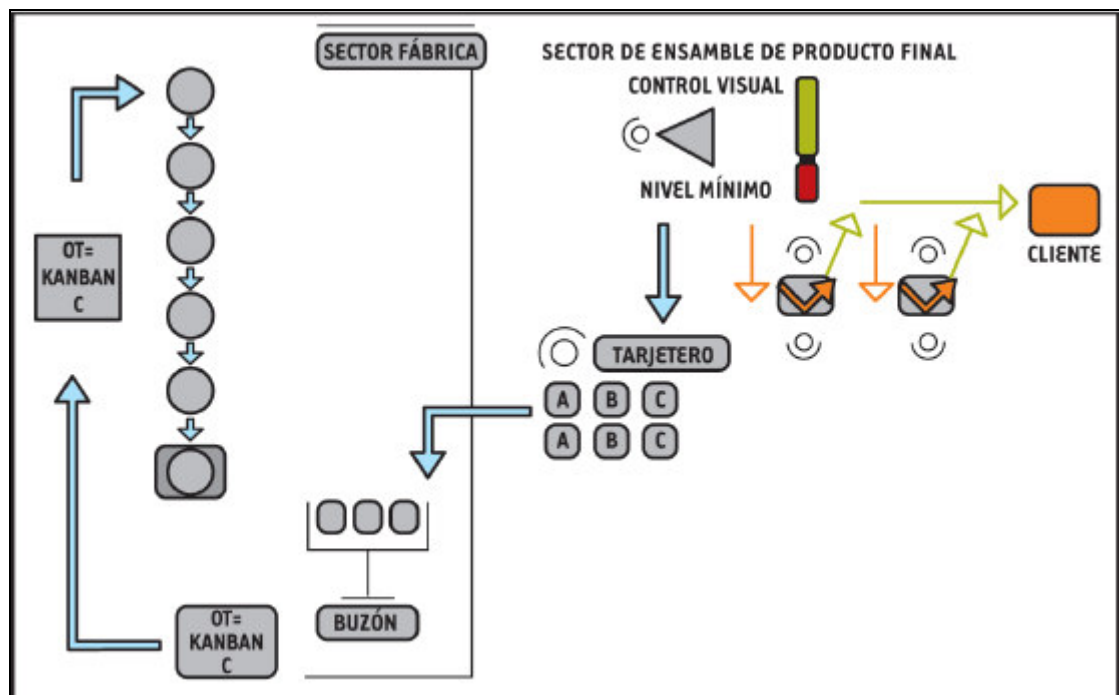 SECTOR FÁBRICA
SECTOR DE ENSAMBLE DE PRODUCTO FINAL
CONTROL VISUAL
NIVEL MÍNIMO
CLIENTE
OT=
KANBAN
C
TARJETERO
A B C
A B C
BUZÓN
OT=
KANBAN
C